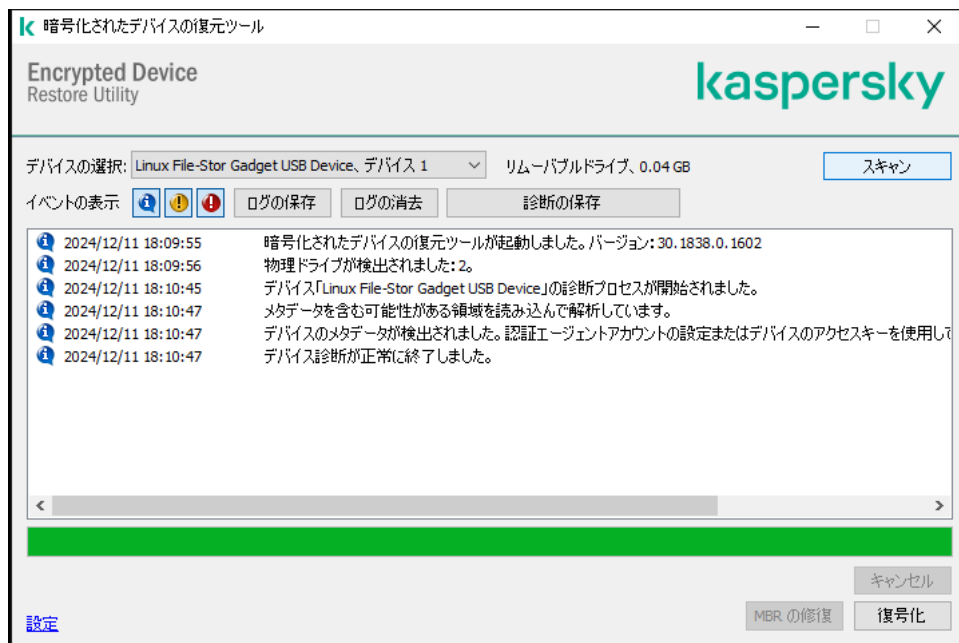 暗号化されたデバイスの復元ツール
Encrypted Device
Restore Utility
kaspersky
デバイスの選択: Linux File-Stor Gadget USB Device、デバイス 1 リムーバブルドライブ、0.04 GB スキャン
イベントの表示 ログの保存 ログの消去 診断の保存
2024/12/11 18:09:55 暗号化されたデバイスの復元ツールが起動しました。バージョン: 30.1838.0.1602
2024/12/11 18:09:56 物理ドライブが検出されました: 2。
2024/12/11 18:10:45 デバイス「Linux File-Stor Gadget USB Device」の診断プロセスが開始されました。
2024/12/11 18:10:47 メタデータを含む可能性がある領域を読み込んで解析しています。
2024/12/11 18:10:47 デバイスのメタデータが検出されました。認証エージェントアカウントの設定またはデバイスのアクセスキーを使用して
2024/12/11 18:10:47 デバイス診断が正常に終了しました。
キャンセル
設定 MBR の修復 復号化